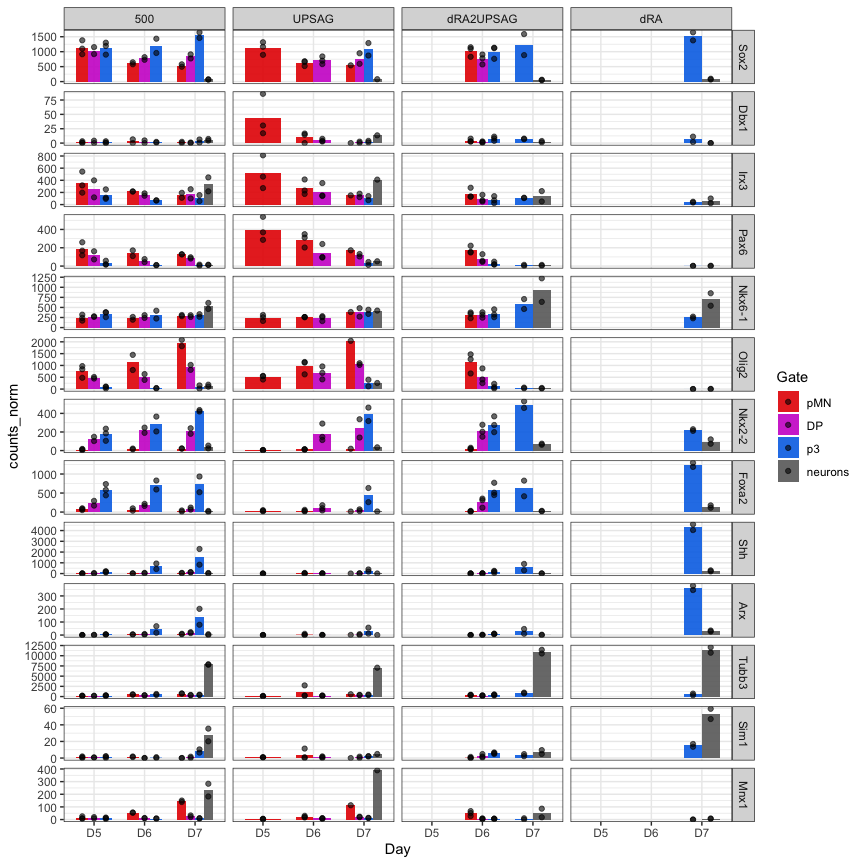 500 UPSAG dRA2UPSAG dRA
1500
1000
500
0
Sox2
75
50
25
0
Dbx1
800
600
400
200
0
Irx3
400
200
0
Pax6
1250
1000
750
500
250
0
Nkx6-1
2000
1500
1000
500
0
Olig2
400
200
0
Nkx2-2
1000
500
0
Foxa2
4000
3000
2000
1000
0
Shh
300
200
100
0
Arx
12500
10000
7500
5000
2500
0
Tubb3
60
40
20
0
Sim1
400
300
200
100
0
Mnx1
D5 D6 D7 D5 D6 D7 D5 D6 D7 D5 D6 D7
Day
counts_norm
Gate
pMN
DP
p3
neurons